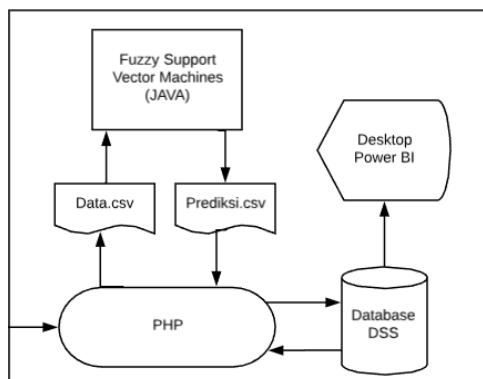 Fuzzy Support
Vector Machines
(JAVA)
Desktop
Power BI
Data.csv
Prediksi.csv
PHP
Database
DSS